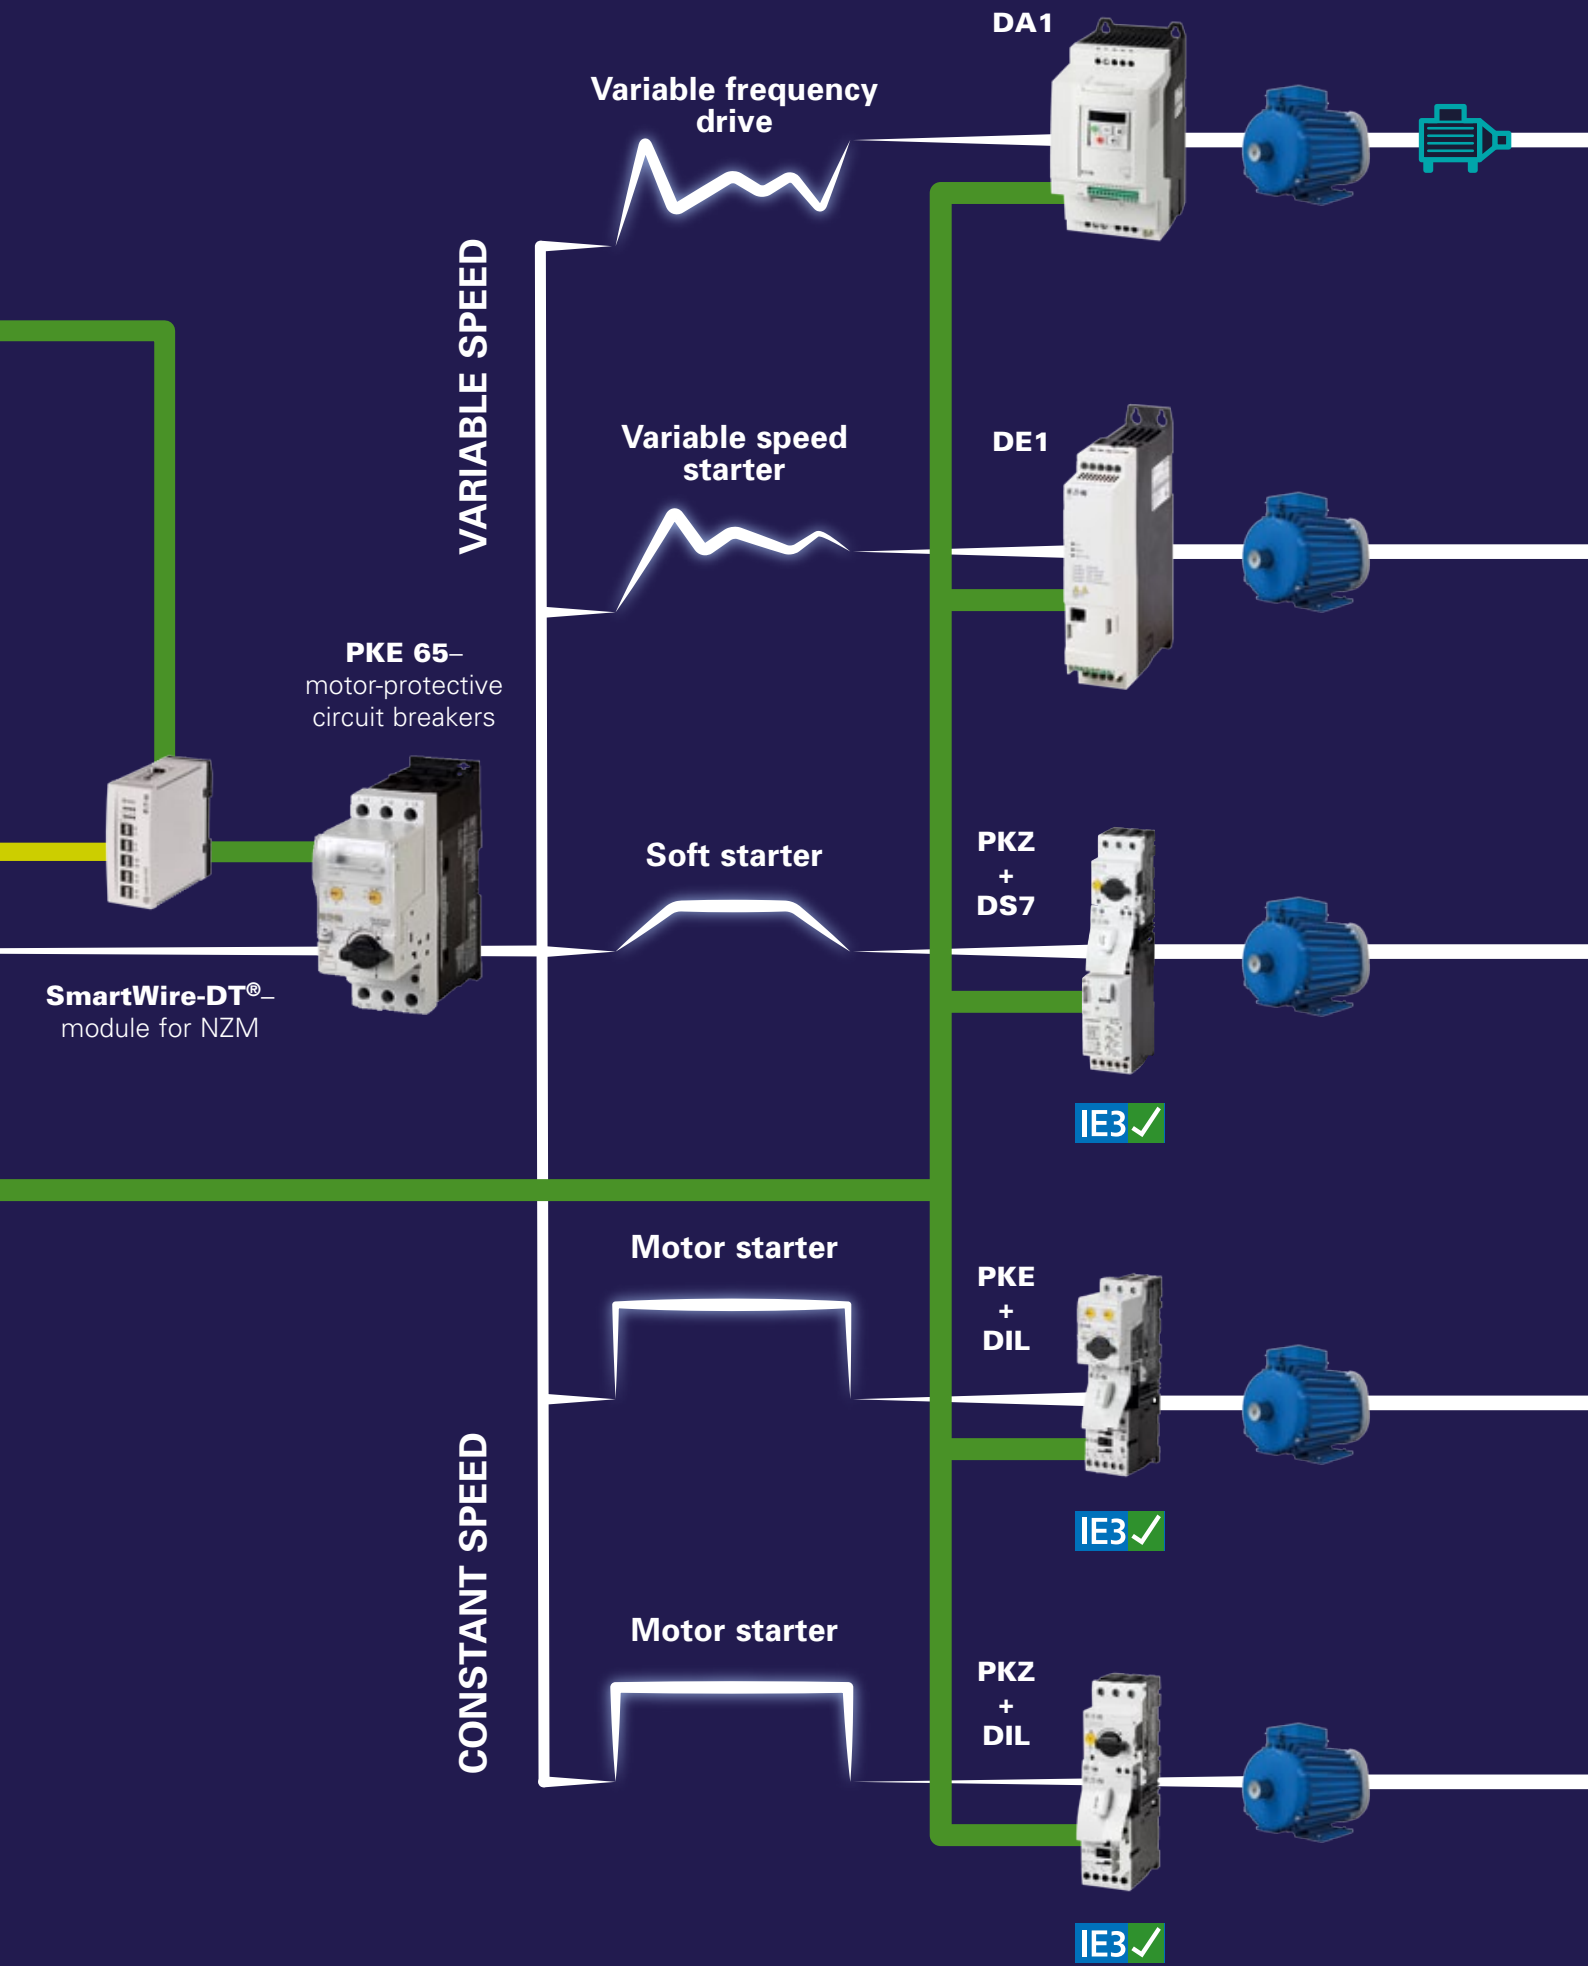 DA1
Variable frequency
drive
VARIABLE SPEED
Variable speed
starter
DE1
PKE 65–
motor-protective
circuit breakers
Soft starter
PKZ
+
DS7
SmartWire-DT®–
module for NZM
IE3
Motor starter
PKE
+
DIL
IE3
CONSTANT SPEED
Motor starter
PKZ
+
DIL
IE3